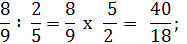 8/9 : 2/5 = 8/9 x 5/2 = 40/18;